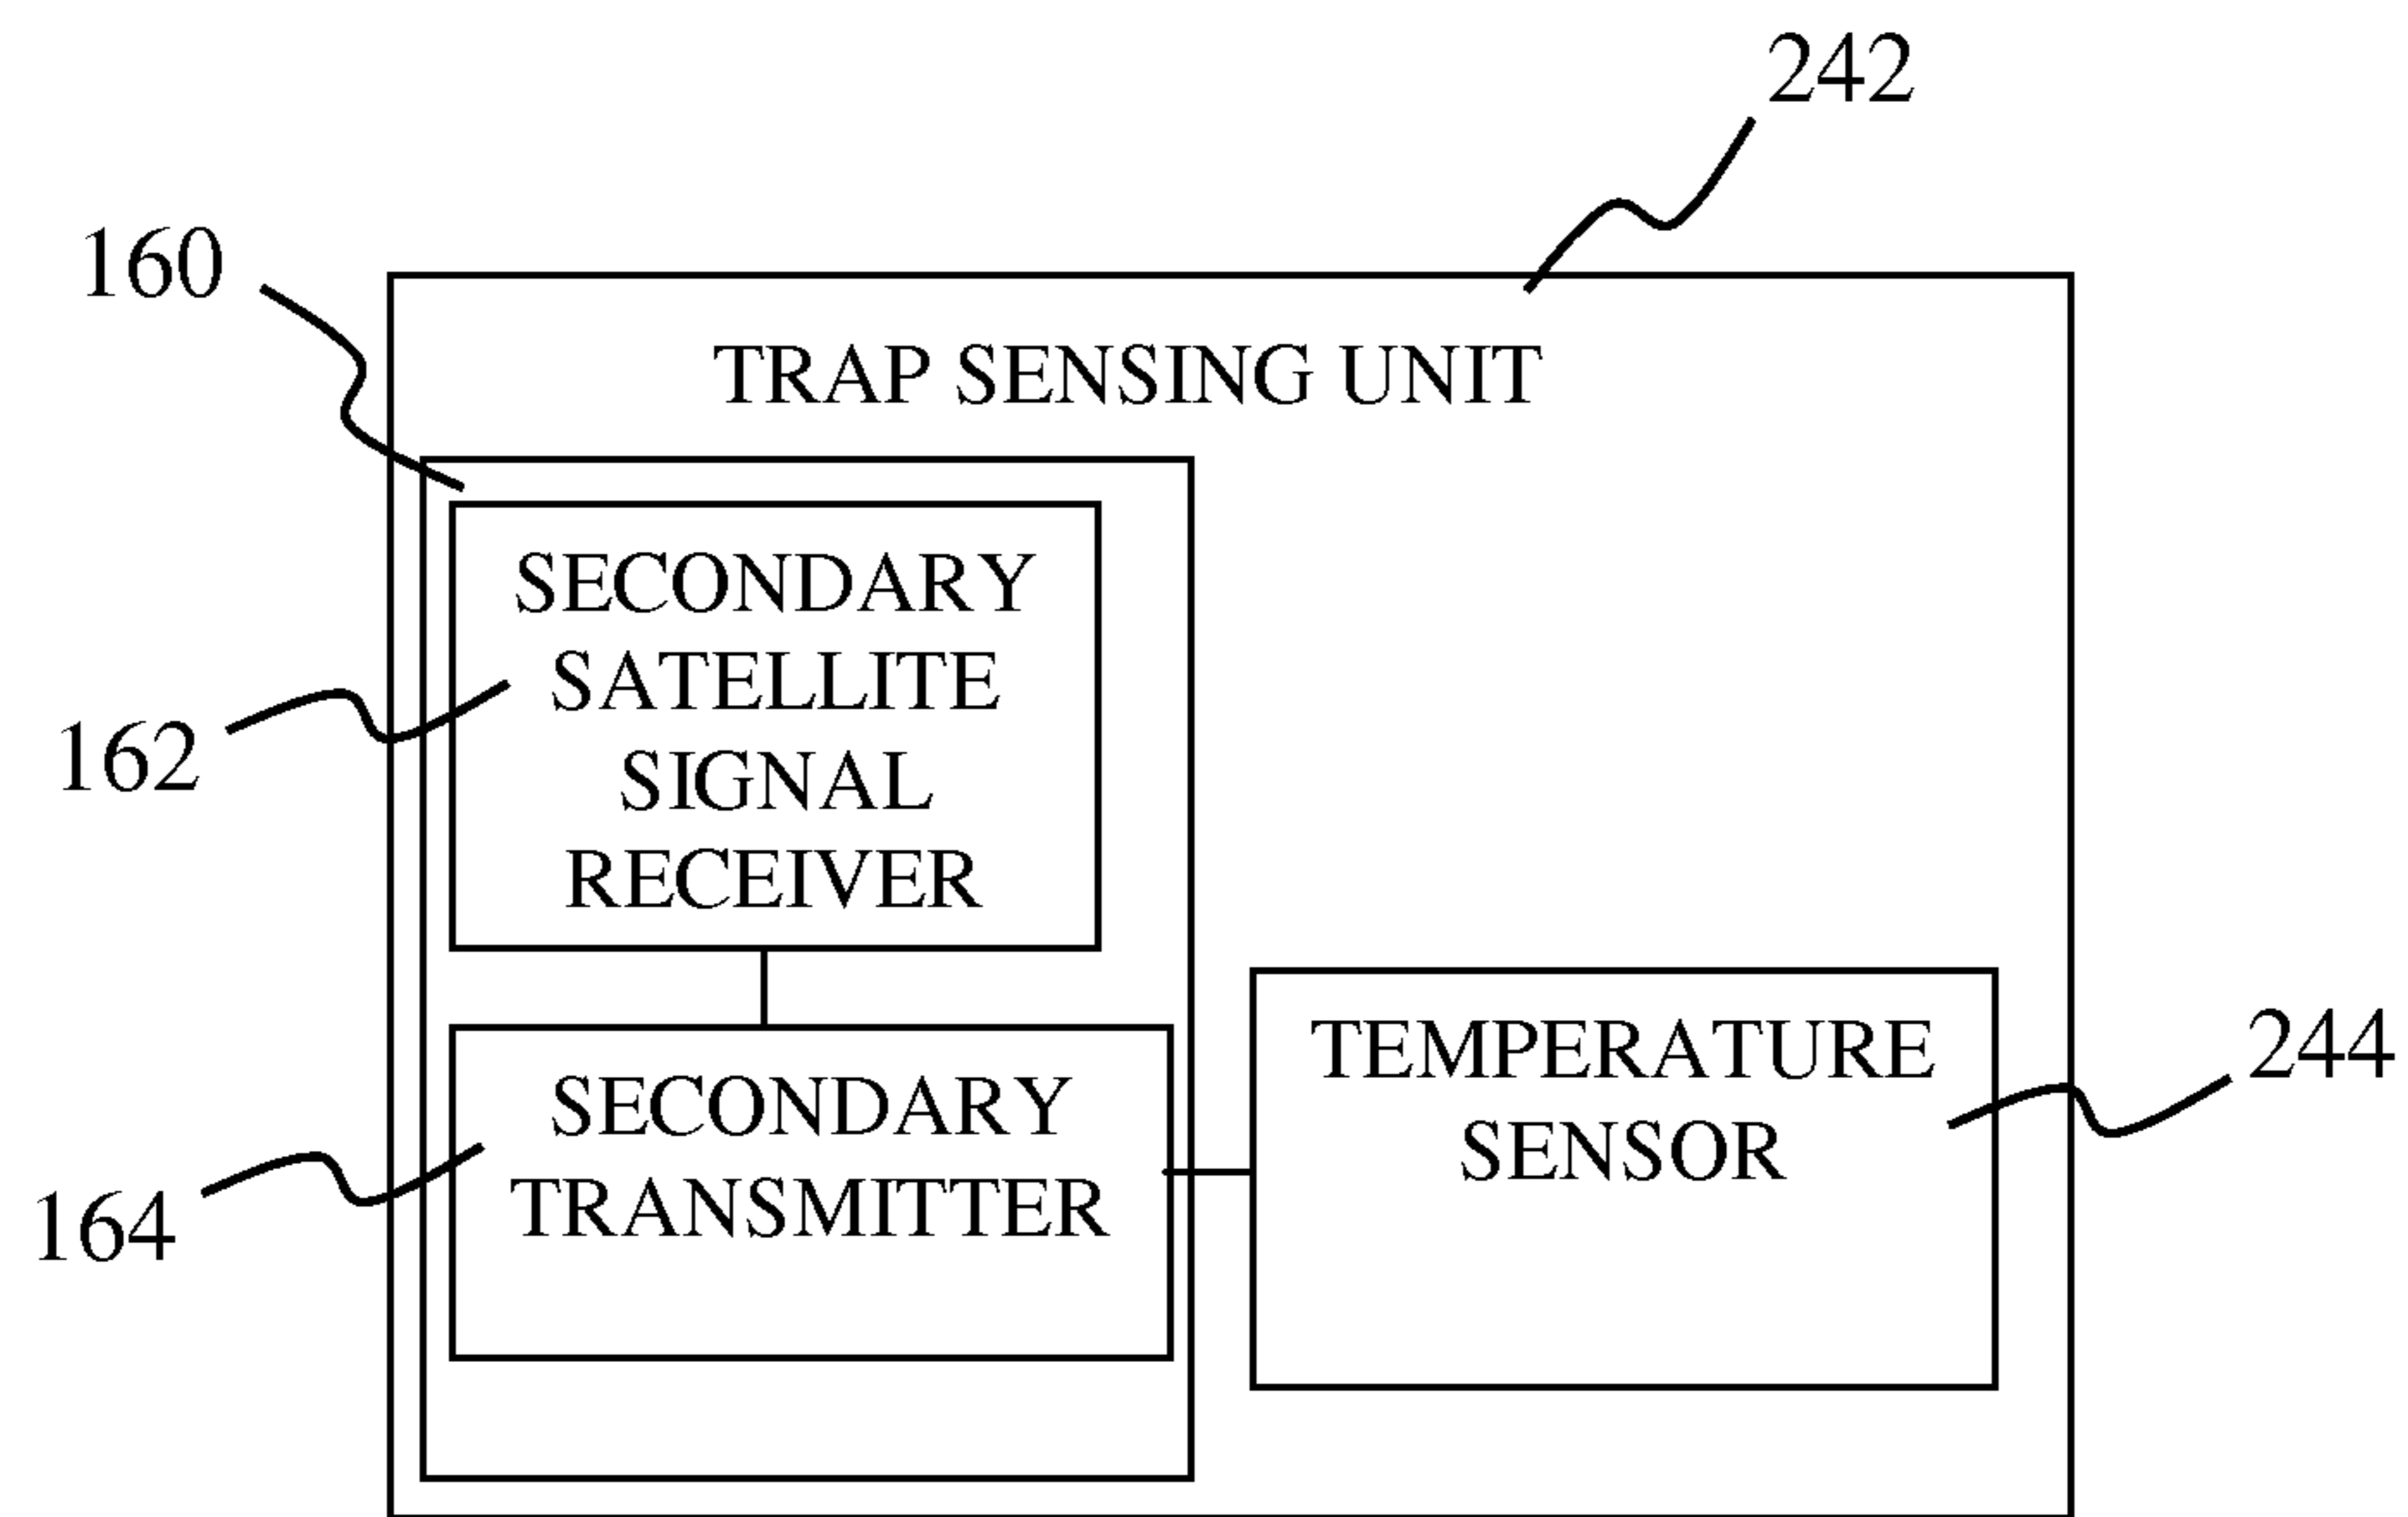 242
160
TRAP SENSING UNIT
SECONDARY
SATELLITE
SIGNAL
RECEIVER
162
SECONDARY
TRANSMITTER
164
TEMPERATURE
SENSOR
244